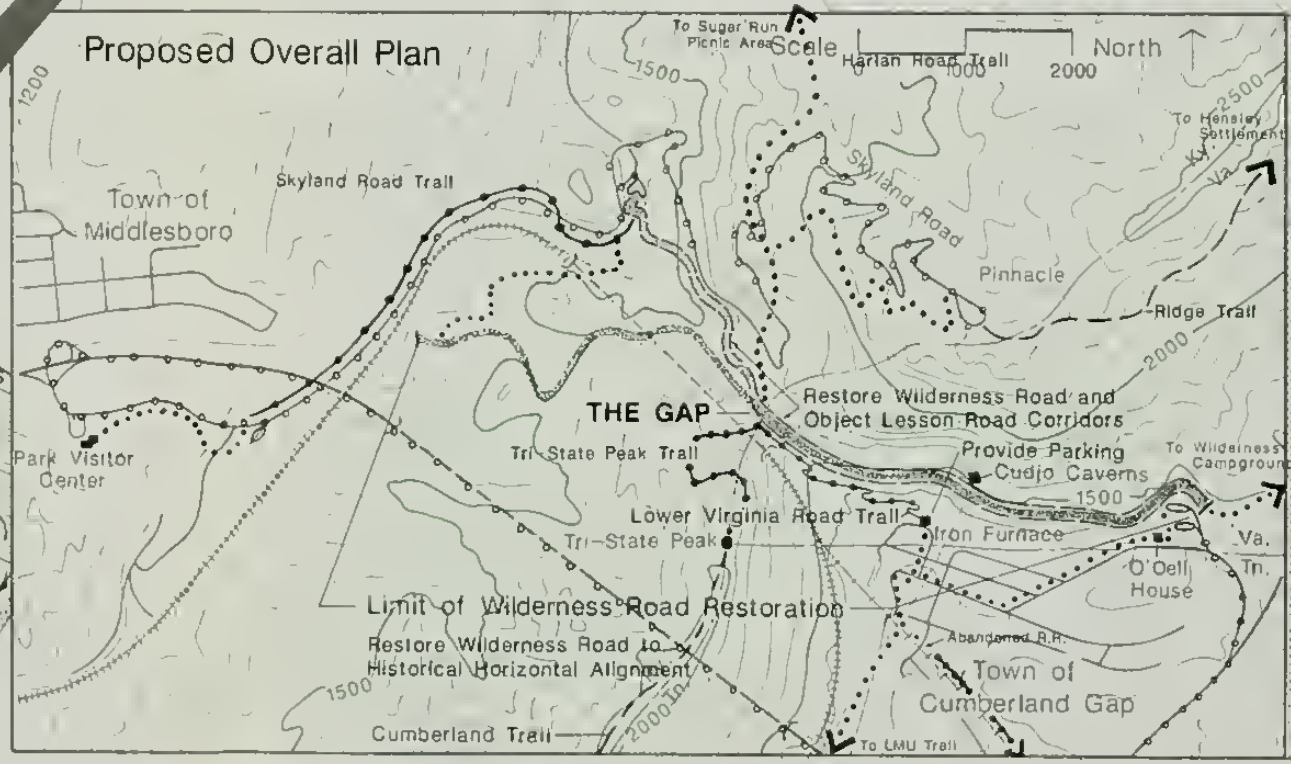 Proposed Overall Plan
To Sugar Run
Picnic Area
Scale
Harlan Road Trail
0 1000 2000
North
1200
1500
2500
To Hensley
Settlement
Ky.
Va.
Skyland Road Trail
Skyland Road
Town of
Middlesboro
Pinnacle
Ridge Trail
2000
THE GAP
Restore Wilderness Road and
Object Lesson Road Corridors
Tri-State Peak Trail
Provide Parking
Cudjo Caverns
To Wilderness
Campground
Park Visitor
Center
1500
Lower Virginia Road Trail
Tri-State Peak
Iron Furnace
Va.
Tn.
O'Dell
House
Limit of Wilderness Road Restoration
Restore Wilderness Road to
Historical Horizontal Alignment
Abandoned R.R.
Town of
Cumberland Gap
1500
2000
Tn.
Cumberland Trail
To LMU Trail